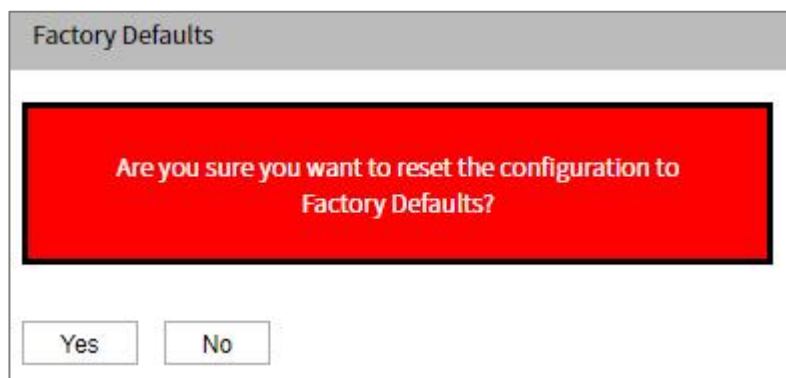 Factory Defaults
Are you sure you want to reset the configuration to
Factory Defaults?
Yes
No